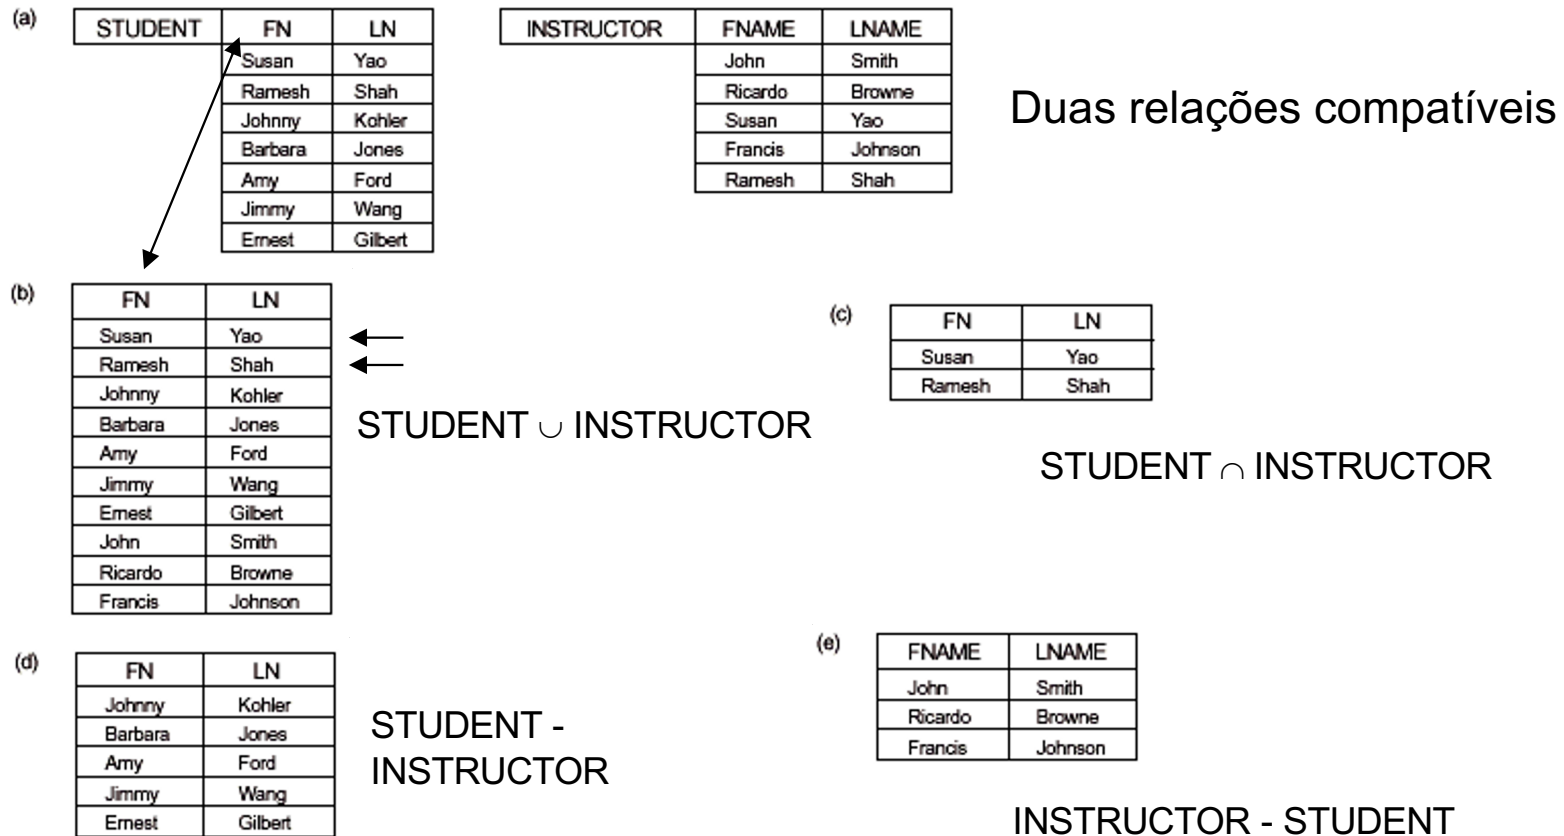 (a)
STUDENT FN LN
Susan Yao
Ramesh Shah
Johnny Kohler
Barbara Jones
Amy Ford
Jimmy Wang
Ernest Gilbert
INSTRUCTOR FNAME LNAME
John Smith
Ricardo Browne
Susan Yao
Francis Johnson
Ramesh Shah
Duas relações compatíveis
(b)
FN LN
Susan Yao
Ramesh Shah
Johnny Kohler
Barbara Jones
Amy Ford
Jimmy Wang
Ernest Gilbert
John Smith
Ricardo Browne
Francis Johnson
STUDENT ∪ INSTRUCTOR
(c)
FN LN
Susan Yao
Ramesh Shah
STUDENT ∩ INSTRUCTOR
(d)
FN LN
Johnny Kohler
Barbara Jones
Amy Ford
Jimmy Wang
Ernest Gilbert
STUDENT -
INSTRUCTOR
(e)
FNAME LNAME
John Smith
Ricardo Browne
Francis Johnson
INSTRUCTOR - STUDENT